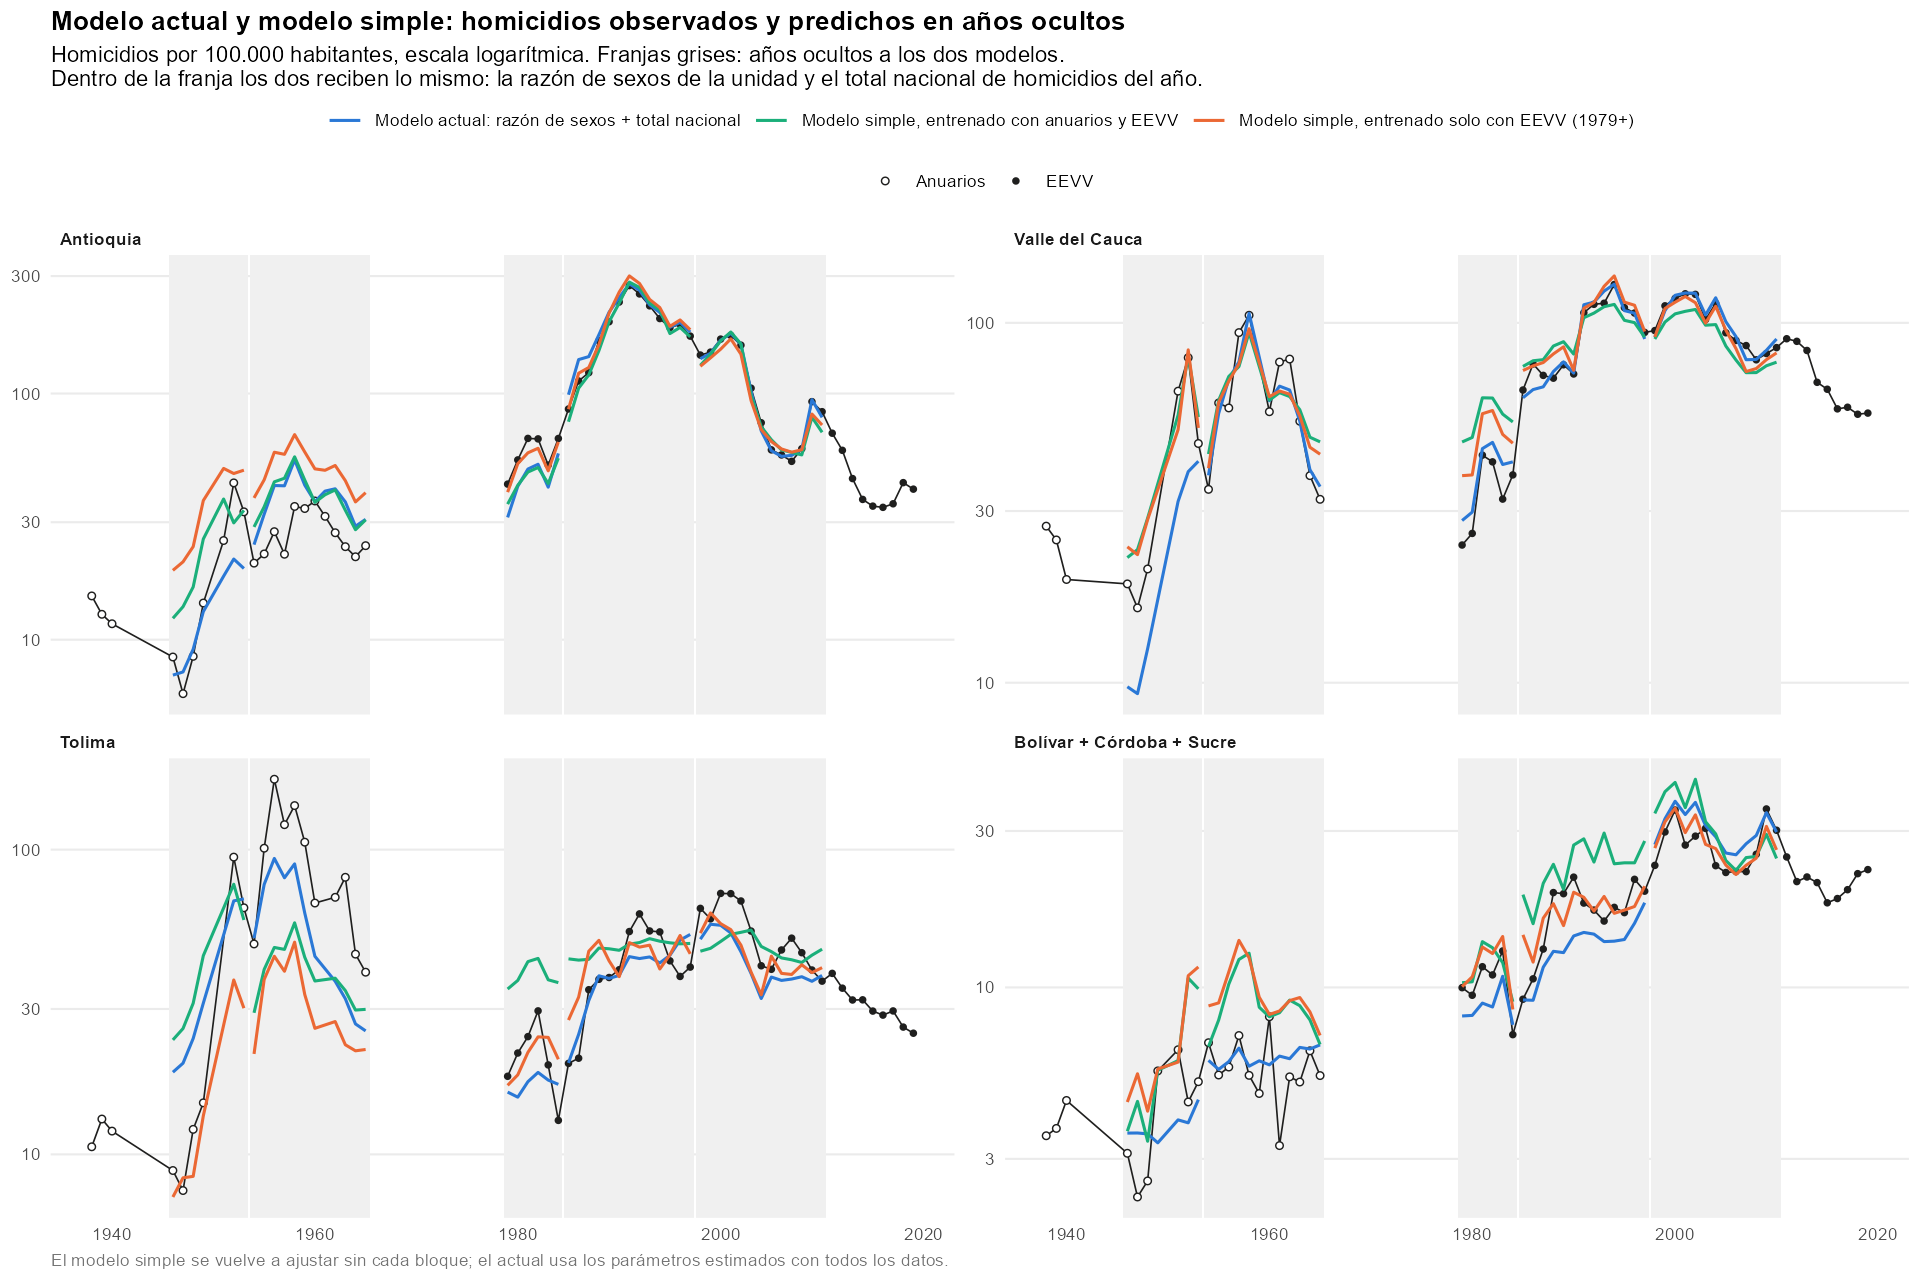 Modelo actual y modelo simple: homicidios observados y predichos en años ocultos
Homicidios por 100.000 habitantes, escala logarítmica. Franjas grises: años ocultos a los dos modelos.
Dentro de la franja los dos reciben lo mismo: la razón de sexos de la unidad y el total nacional de homicidios del año.
Modelo actual: razón de sexos + total nacional
Modelo simple, entrenado con anuarios y EEVV
Modelo simple, entrenado solo con EEVV (1979+)
Anuarios
EEVV
Antioquia
300
100
30
10
Valle del Cauca
100
30
10
Tolima
100
30
10
1940
1960
1980
2000
2020
Bolívar + Córdoba + Sucre
30
10
3
1940
1960
1980
2000
2020
El modelo simple se vuelve a ajustar sin cada bloque; el actual usa los parámetros estimados con todos los datos.